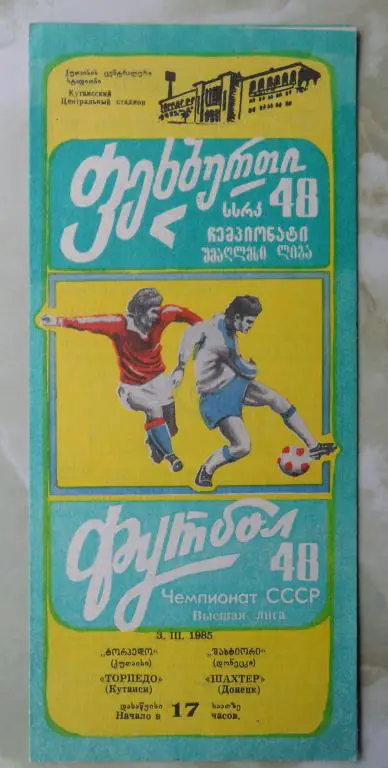 ქუთაისის ცენტრალური
სტადიონი
Кутаисский
Центральный стадион
ფეხბურთი
სსრკ 48
ჩემპიონატი
უმაღლესი ლიგა
футбол
48
Чемпионат СССР
Высшая лига
3. III. 1985
„ტორპედო“ „შახტიორი“
(ქუთაისი) (დონეცკი)
«ТОРПЕДО» «ШАХТЕР»
(Кутаиси) (Донецк)
დასაწყისი 17 საათზე
Начало в часов.